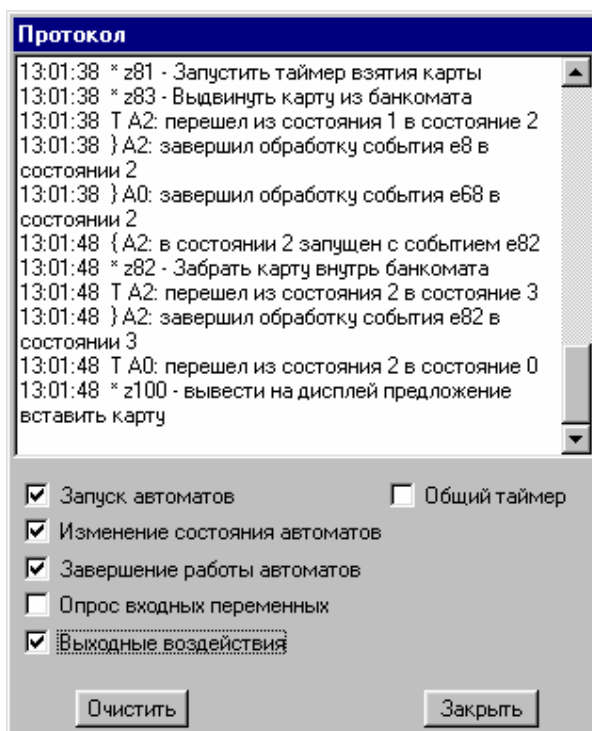 Протокол
13:01:38 * z81 - Запустить таймер взятия карты
13:01:38 * z83 - Выдвинуть карту из банкомата
13:01:38 T A2: перешел из состояния 1 в состояние 2
13:01:38 } A2: завершил обработку события e8 в
состоянии 2
13:01:38 } A0: завершил обработку события e68 в
состоянии 2
13:01:48 { A2: в состоянии 2 запущен с событием e82
13:01:48 * z82 - Забрать карту внутрь банкомата
13:01:48 T A2: перешел из состояния 2 в состояние 3
13:01:48 } A2: завершил обработку события e82 в
состоянии 3
13:01:48 T A0: перешел из состояния 2 в состояние 0
13:01:48 * z100 - вывести на дисплей предложение
вставить карту
Запуск автоматов
Общий таймер
Изменение состояния автоматов
Завершение работы автоматов
Опрос входных переменных
Выходные воздействия
Очистить
Закрыть